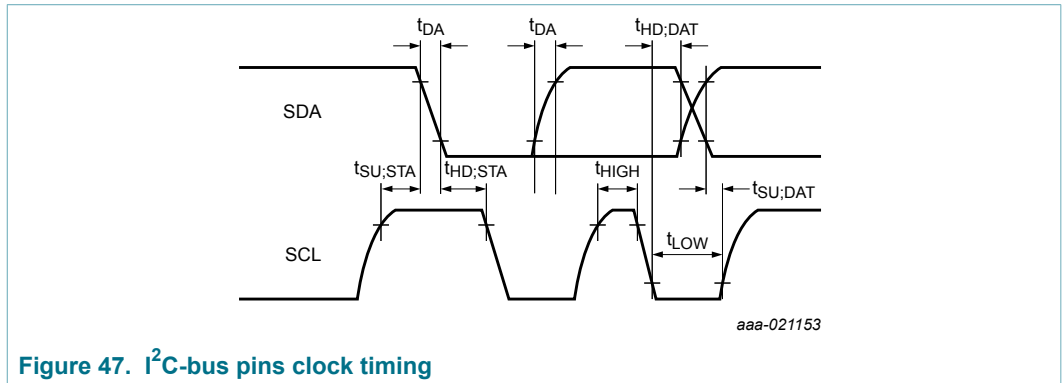 tDA tDA tHD;DAT
SDA
tSU;STA tHD;STA tHIGH tSU;DAT
SCL tLOW
aaa-021153
Figure 47. I2C-bus pins clock timing